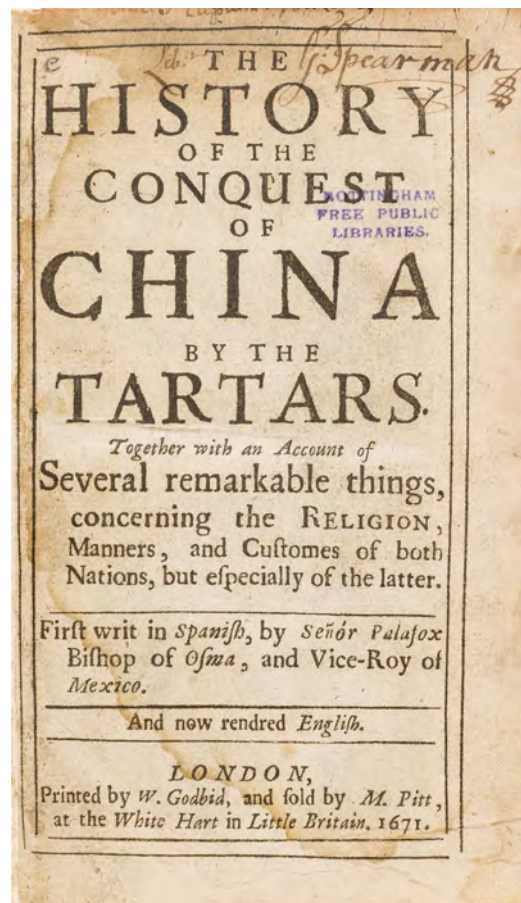 G: Spearman
THE
HISTORY
OF THE
CONQUEST
NOTTINGHAM
FREE PUBLIC
LIBRARIES.
OF
CHINA
BY THE
TARTARS.
Together with an Account of
Several remarkable things,
concerning the RELIGION,
Manners, and Cuſtomes of both
Nations, but eſpecially of the latter.
Firſt writ in Spaniſh, by Señór Palafox
Biſhop of Oſma, and Vice-Roy of
Mexico.
And now rendred Engliſh.
LONDON,
Printed by W. Godbid, and ſold by M. Pitt,
at the White Hart in Little Britain. 1671.